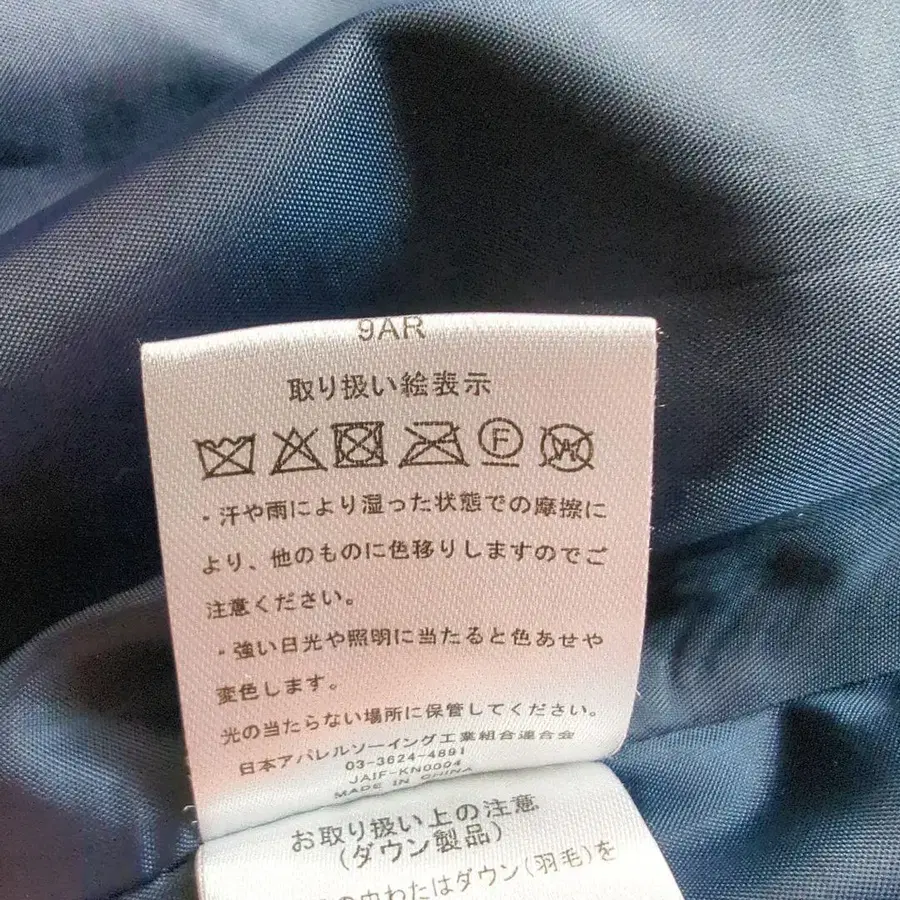 9AR
取り扱い絵表示
F
W
・汗や雨により湿った状態での摩擦に
より、他のものに色移りしますのでご
注意ください。
・強い日光や照明に当たると色あせや
変色します。
光の当たらない場所に保管してください。
日本アパレルソーイング工業組合連合会
03-3624-4891
JAIF-KN0004
MADE IN CHINA
お取り扱い上の注意
(ダウン製品)
中わたはダウン(羽毛)を